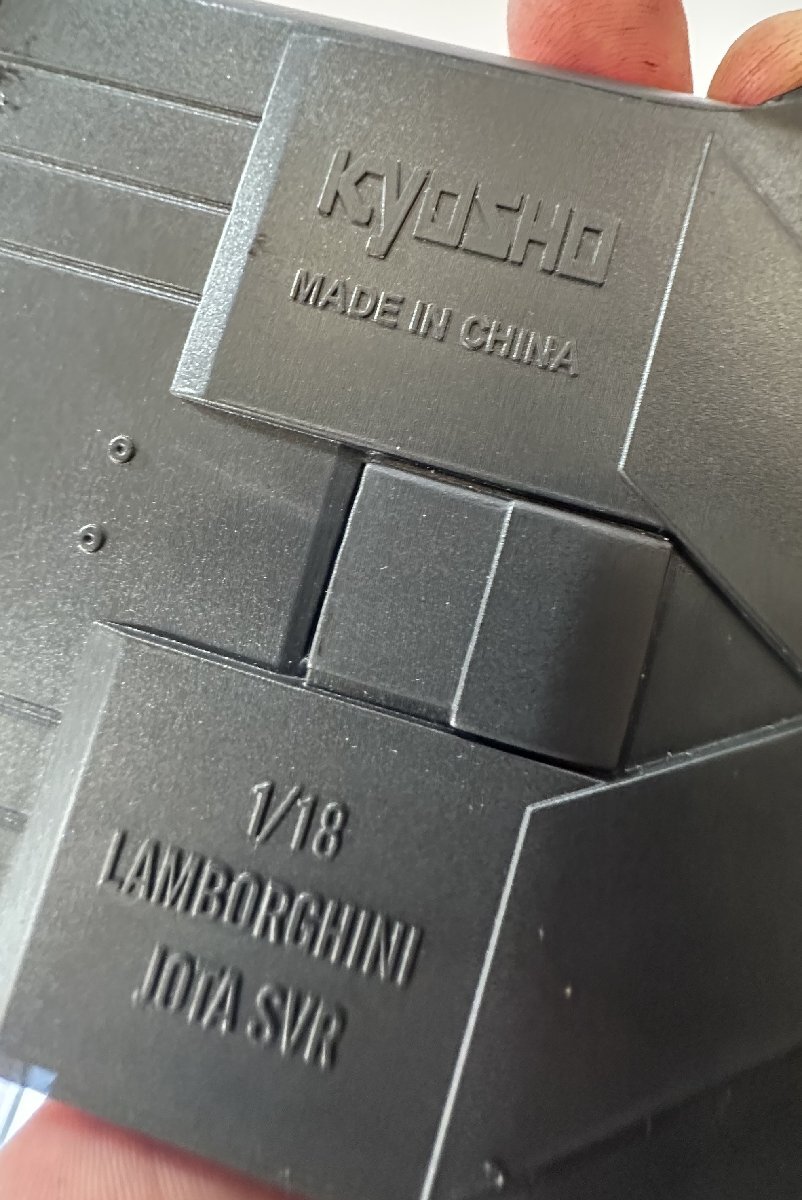 KYOSHO
MADE IN CHINA
1/18
LAMBORGHINI
JOTA SVR